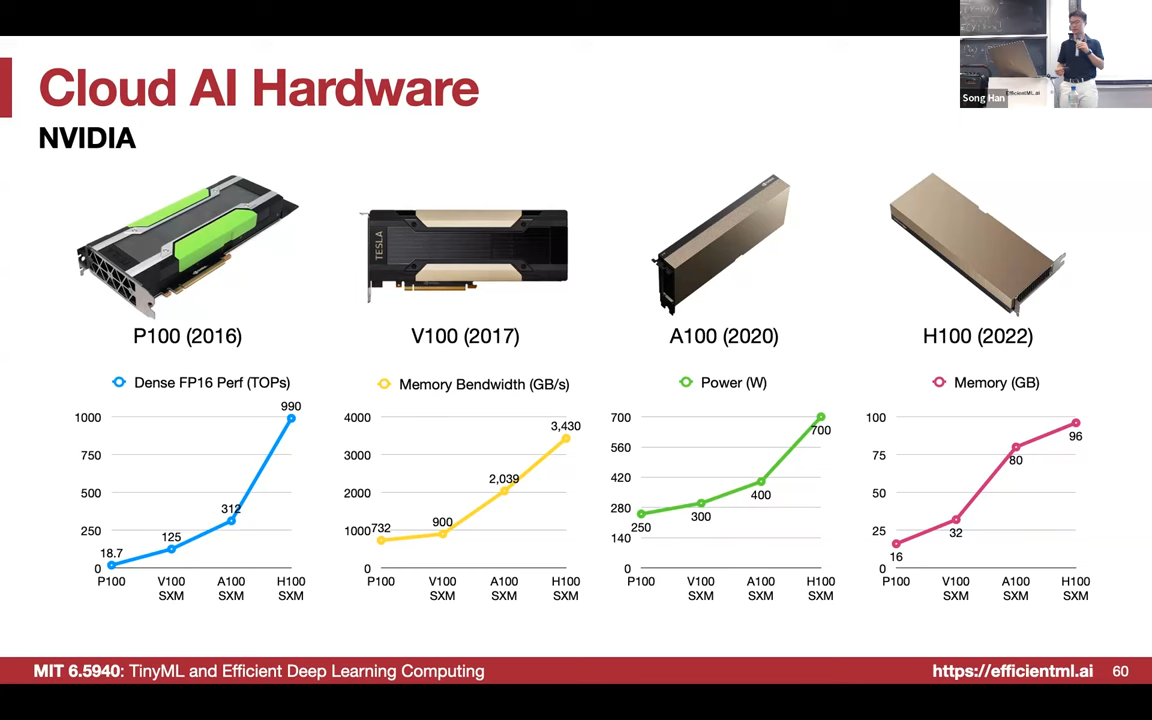 Cloud AI Hardware
NVIDIA
Song Han
EfficientML.ai
TESLA
P100 (2016)
V100 (2017)
A100 (2020)
H100 (2022)
Dense FP16 Perf (TOPs)
1000
750
500
250
0
18.7
125
312
990
P100
V100 SXM
A100 SXM
H100 SXM
Memory Bendwidth (GB/s)
4000
3000
2000
1000
0
732
900
2,039
3,430
P100
V100 SXM
A100 SXM
H100 SXM
Power (W)
700
560
420
280
140
0
250
300
400
700
P100
V100 SXM
A100 SXM
H100 SXM
Memory (GB)
100
75
50
25
0
16
32
80
96
P100
V100 SXM
A100 SXM
H100 SXM
MIT 6.5940: TinyML and Efficient Deep Learning Computing
https://efficientml.ai
60